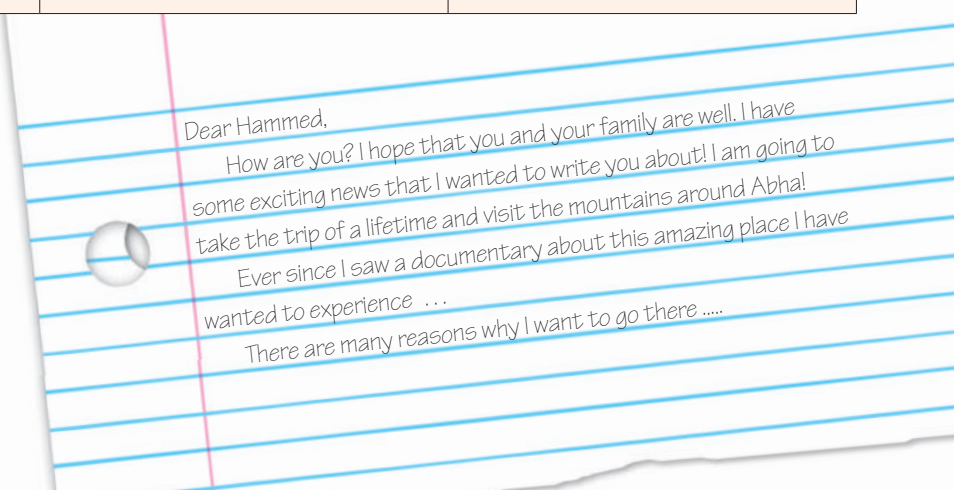 Dear Hammed,
How are you? I hope that you and your family are well. I have
some exciting news that I wanted to write you about! I am going to
take the trip of a lifetime and visit the mountains around Abha!
Ever since I saw a documentary about this amazing place I have
wanted to experience ...
There are many reasons why I want to go there .....